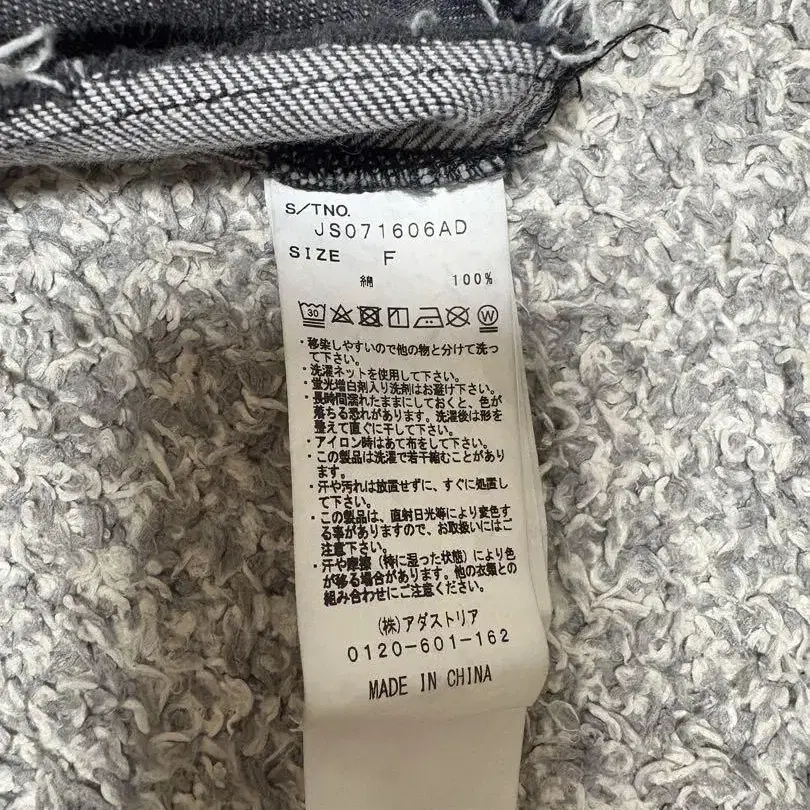 S/TNO.
JS071606AD
SIZE F
綿 100%
30 W
・移染しやすいので他の物と分けて洗っ
て下さい。
・洗濯ネットを使用して下さい。
・蛍光増白剤入り洗剤はお避け下さい。
・長時間濡れたままにしておくと、色が
落ちる恐れがあります。洗濯後は形を
整えて直ぐに干して下さい。
・アイロン時はあて布をして下さい。
・この製品は洗濯で若干縮むことがあり
ます。
・汗や汚れは放置せずに、すぐに処置し
て下さい。
・この製品は、直射日光等により変色す
る事がありますので、お取扱いにはご
注意下さい。
・汗や摩擦（特に湿った状態）により色
が移る場合があります。他の衣類との
組み合わせにご注意ください。
(株)アダストリア
0120-601-162
MADE IN CHINA